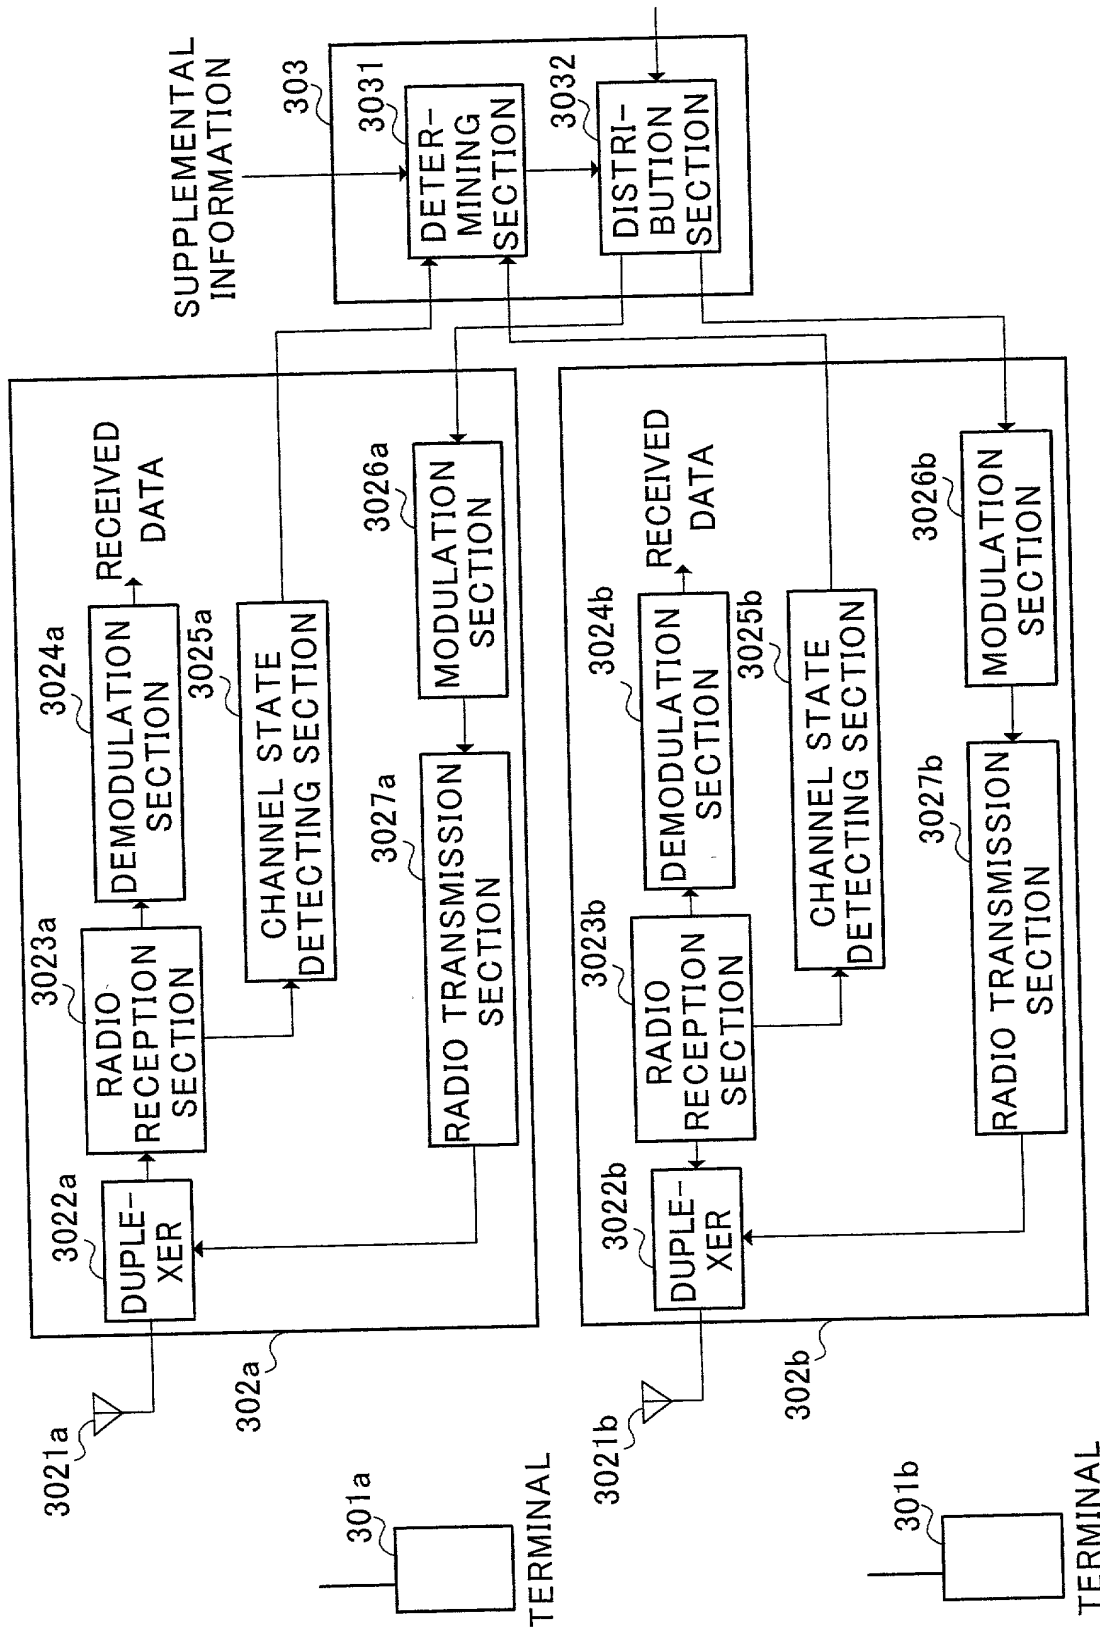 3021a
302a
3022a
DUPLE-
XER
3023a
RADIO
RECEPTION
SECTION
3024a
DEMODULATION
SECTION
RECEIVED
DATA
3025a
CHANNEL STATE
DETECTING SECTION
3026a
MODULATION
SECTION
3027a
RADIO TRANSMISSION
SECTION
301a
TERMINAL
SUPPLEMENTAL
INFORMATION
303
3031
DETER-
MINING
SECTION
3032
DISTRI-
BUTION
SECTION
3021b
302b
3022b
DUPLE-
XER
3023b
RADIO
RECEPTION
SECTION
3024b
DEMODULATION
SECTION
RECEIVED
DATA
3025b
CHANNEL STATE
DETECTING SECTION
3026b
MODULATION
SECTION
3027b
RADIO TRANSMISSION
SECTION
301b
TERMINAL